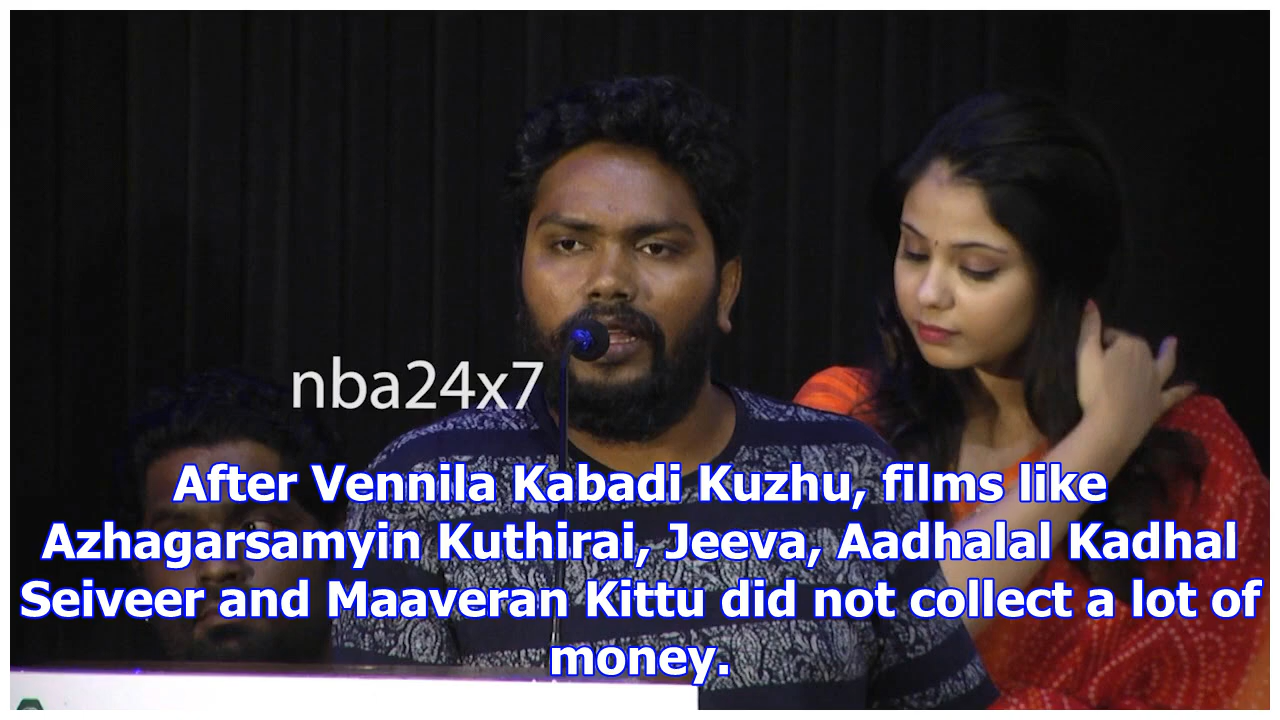 nba24x7
After Vennila Kabadi Kuzhu, films like
Azhagarsamyin Kuthirai, Jeeva, Aadhalal Kadhal
Seiveer and Maaveran Kittu did not collect a lot of
money.